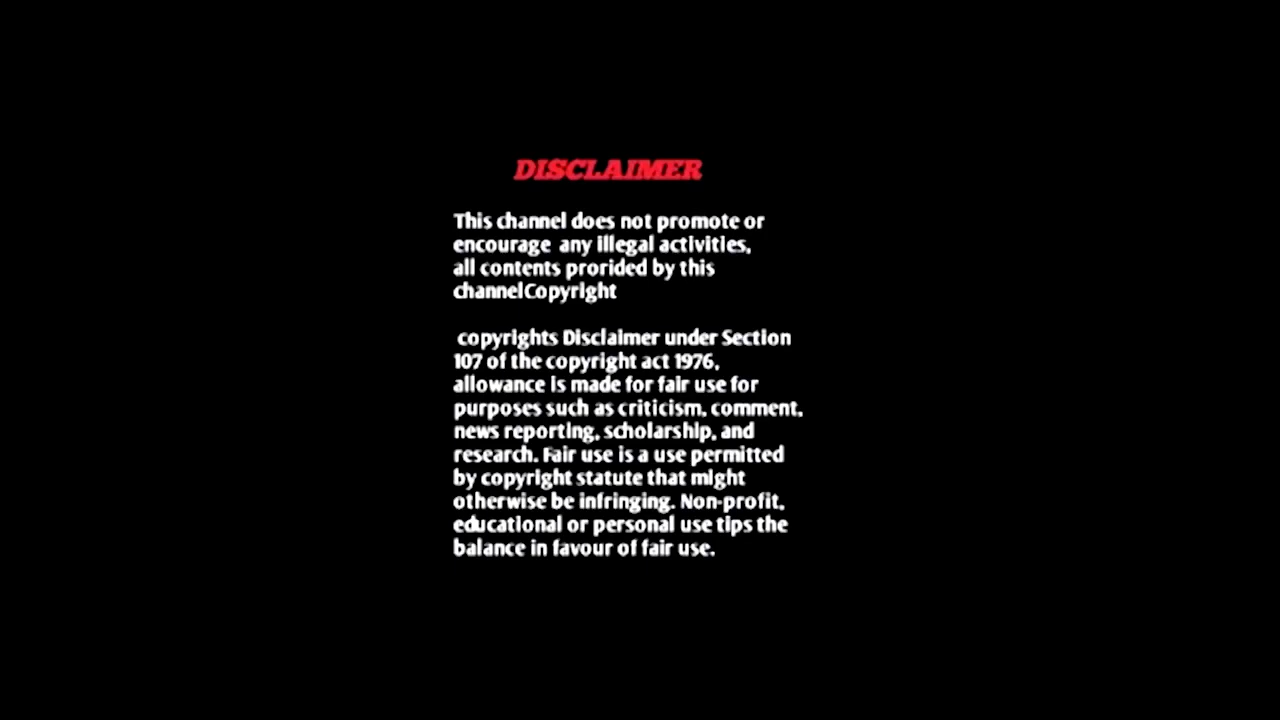 DISCLAIMER
This channel does not promote or
encourage any illegal activities,
all contents prorided by this
channelCopyright
copyrights Disclaimer under Section
107 of the copyright act 1976,
allowance is made for fair use for
purposes such as criticism, comment,
news reporting, scholarship, and
research. Fair use is a use permitted
by copyright statute that might
otherwise be infringing. Non-profit,
educational or personal use tips the
balance in favour of fair use.